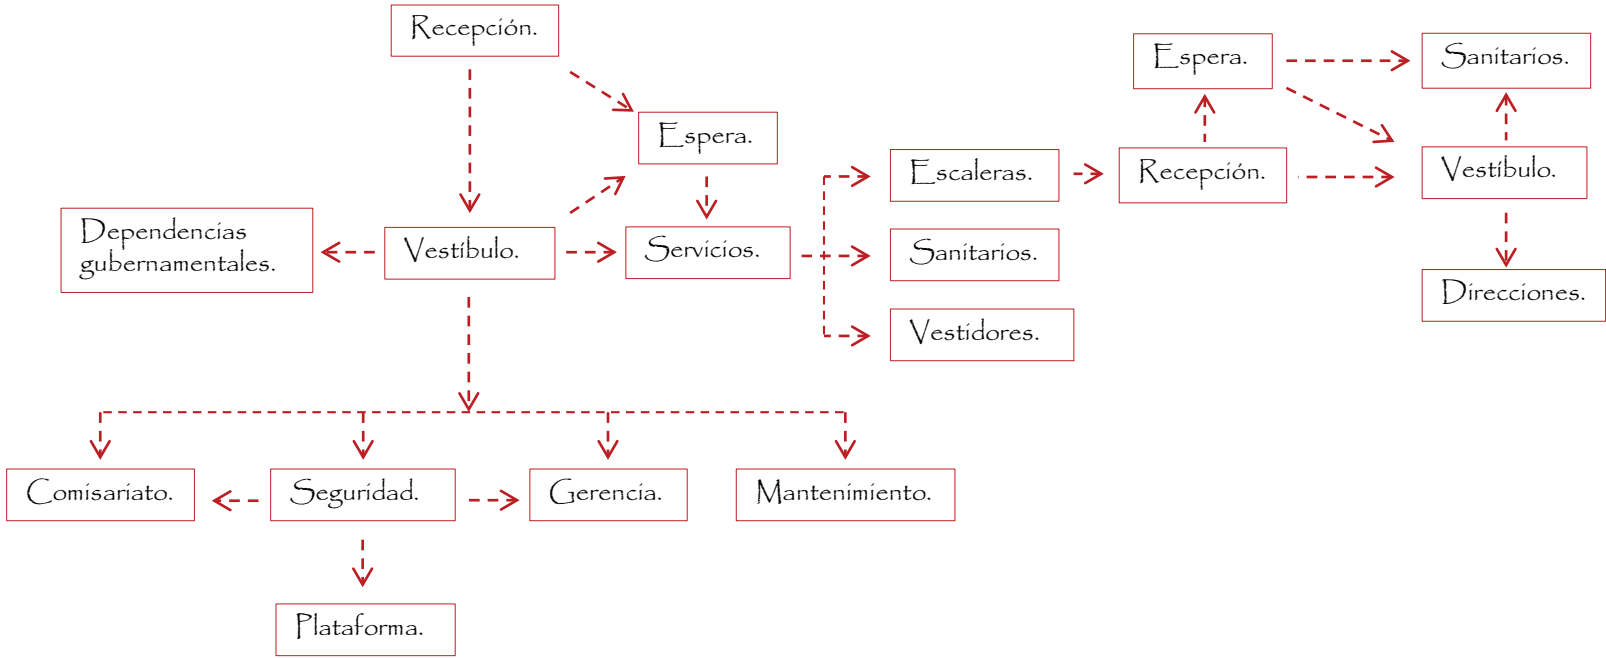 Recepción.
Espera.
Sanitarios.
Espera.
Escaleras.
Recepción.
Vestíbulo.
Dependencias
gubernamentales.
Vestíbulo.
Servicios.
Sanitarios.
Direcciones.
Vestidores.
Comisariato.
Seguridad.
Gerencia.
Mantenimiento.
Plataforma.